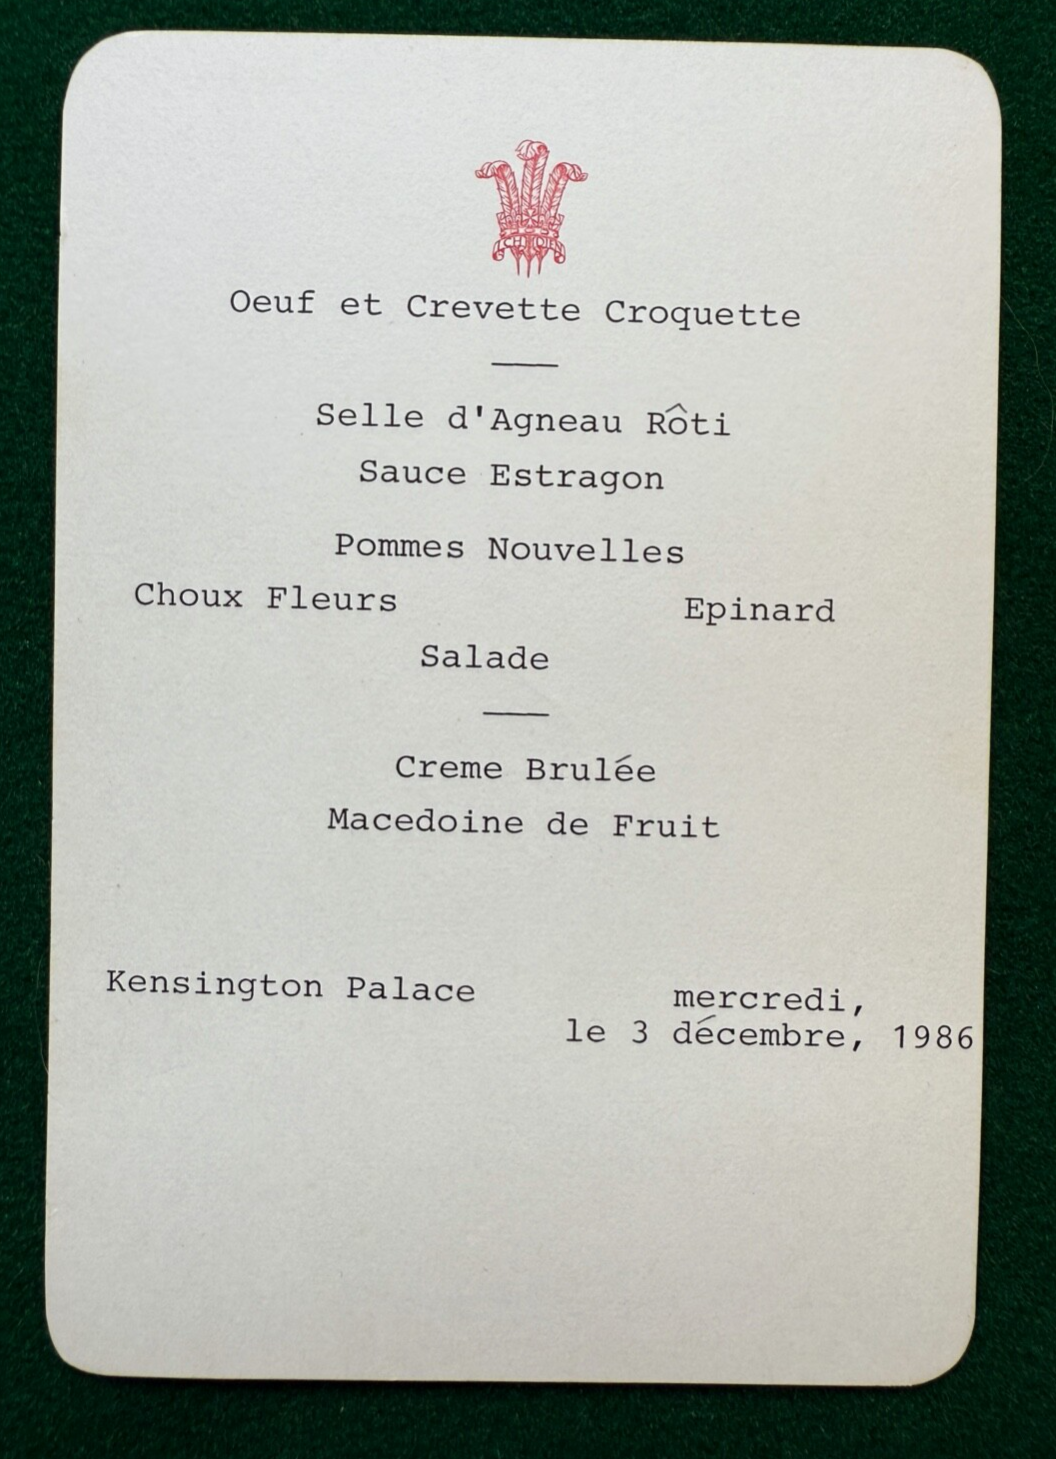 Oeuf et Crevette Croquette
Selle d'Agneau Rôti
Sauce Estragon
Pommes Nouvelles
Choux Fleurs Epinard
Salade
Creme Brulée
Macedoine de Fruit
Kensington Palace mercredi,
le 3 décembre, 1986